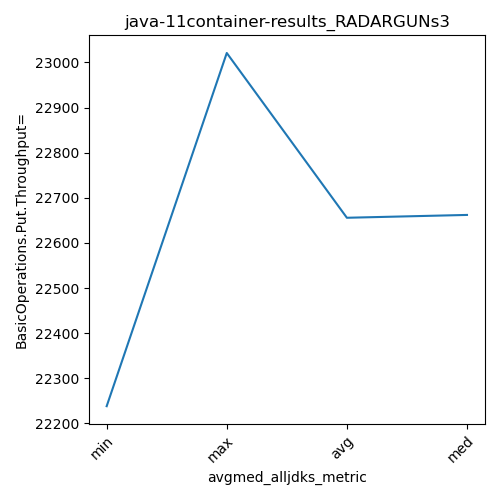 java-11container-results_RADARGUNs3
BasicOperations.Put.Throughput=
23000
22900
22800
22700
22600
22500
22400
22300
22200
min
max
avg
med
avgmed_alljdks_metric